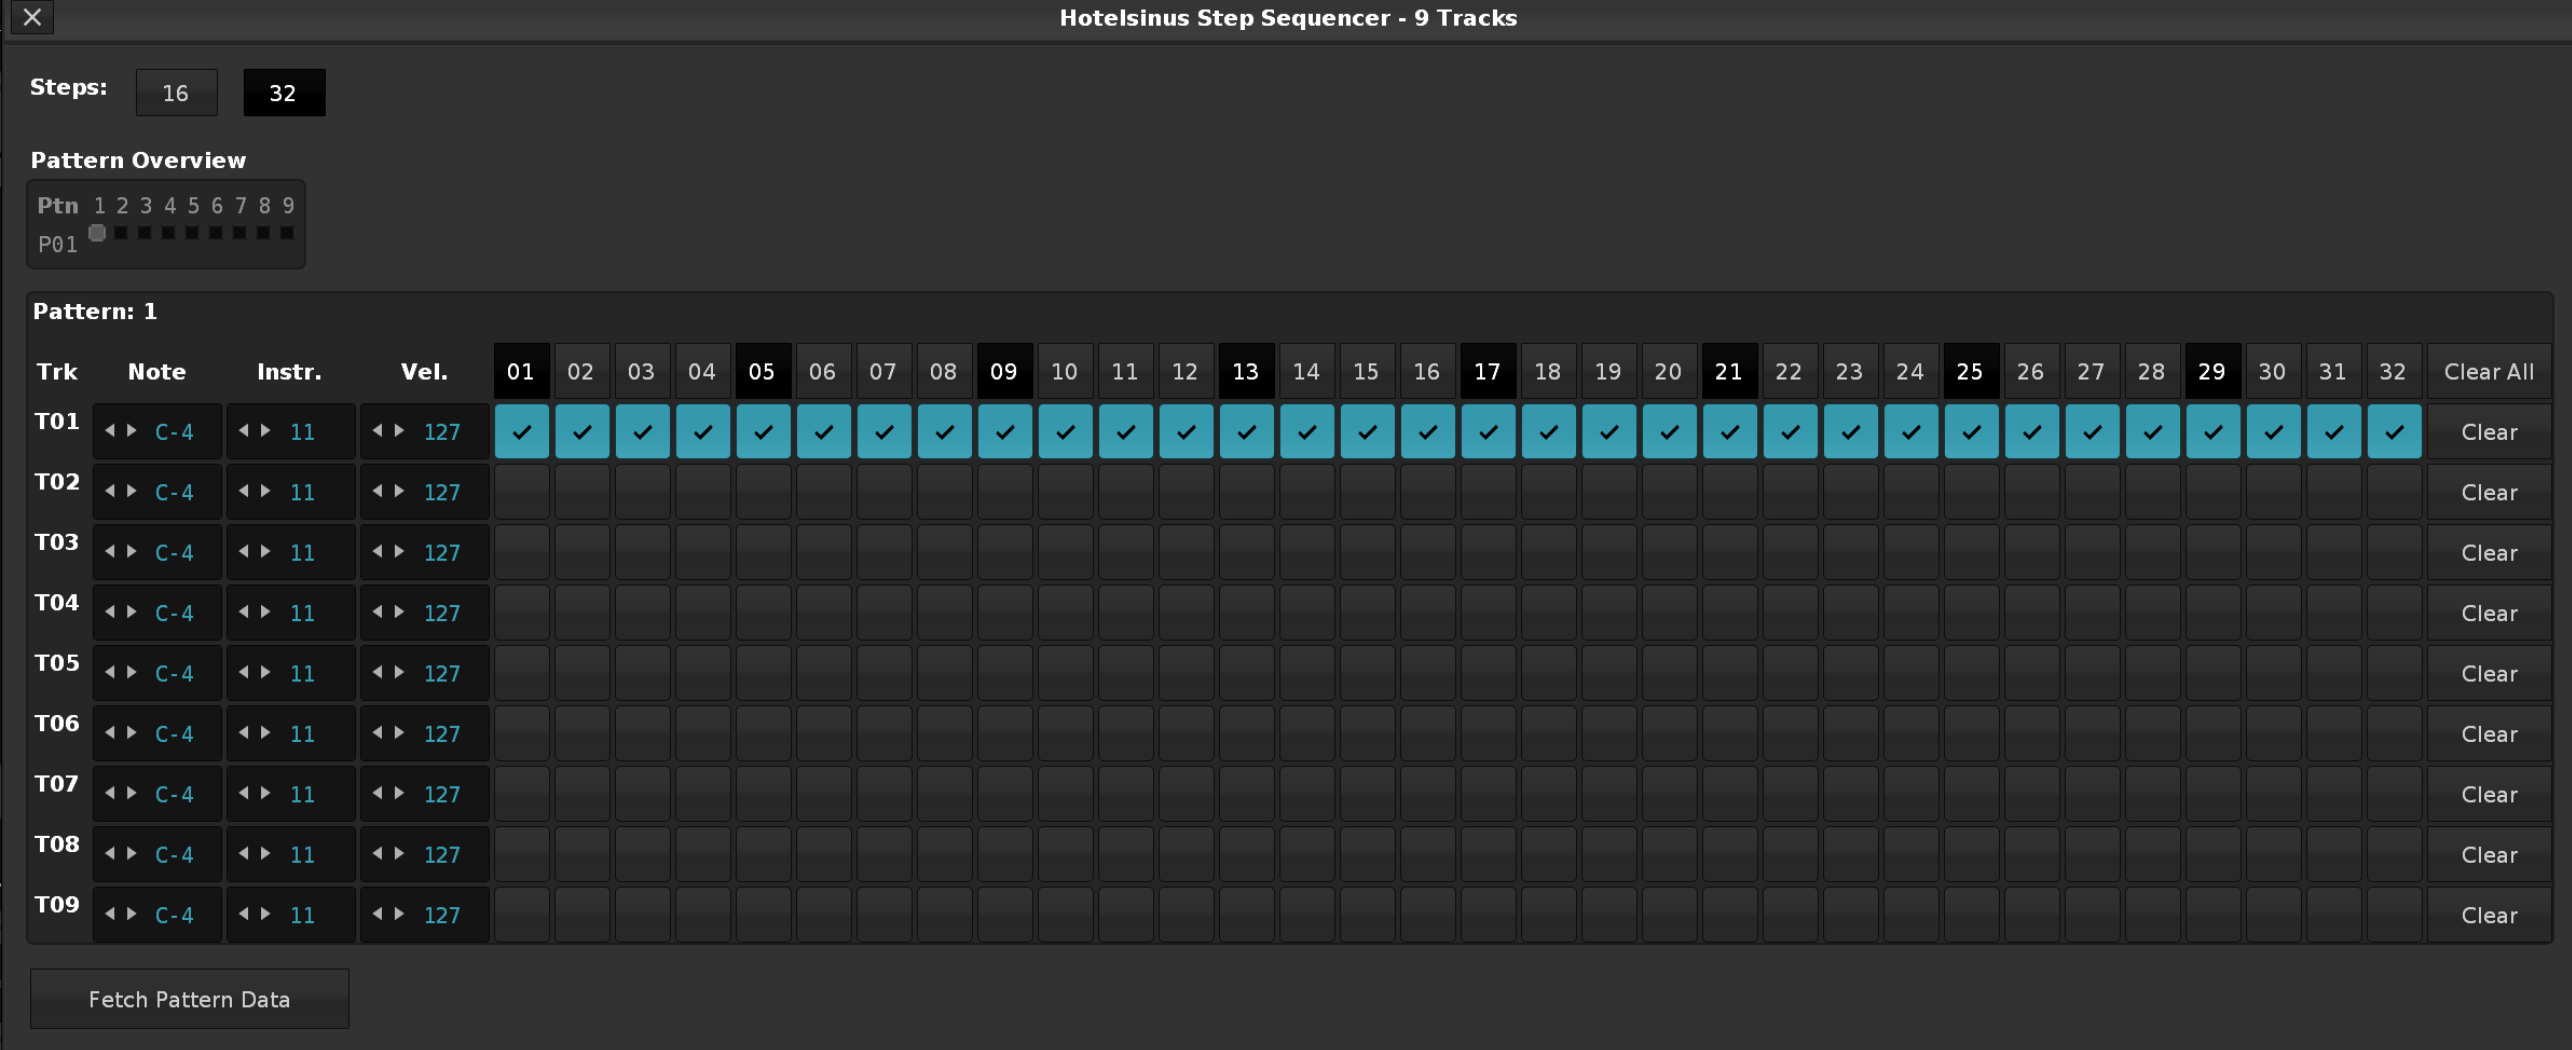 Hotelsinus Step Sequencer - 9 Tracks
Steps: 16 32
Pattern Overview
Ptn 1 2 3 4 5 6 7 8 9
P01
Pattern: 1
Trk Note Instr. Vel. 01 02 03 04 05 06 07 08 09 10 11 12 13 14 15 16 17 18 19 20 21 22 23 24 25 26 27 28 29 30 31 32 Clear All
T01 C-4 11 127 Clear
T02 C-4 11 127 Clear
T03 C-4 11 127 Clear
T04 C-4 11 127 Clear
T05 C-4 11 127 Clear
T06 C-4 11 127 Clear
T07 C-4 11 127 Clear
T08 C-4 11 127 Clear
T09 C-4 11 127 Clear
Fetch Pattern Data